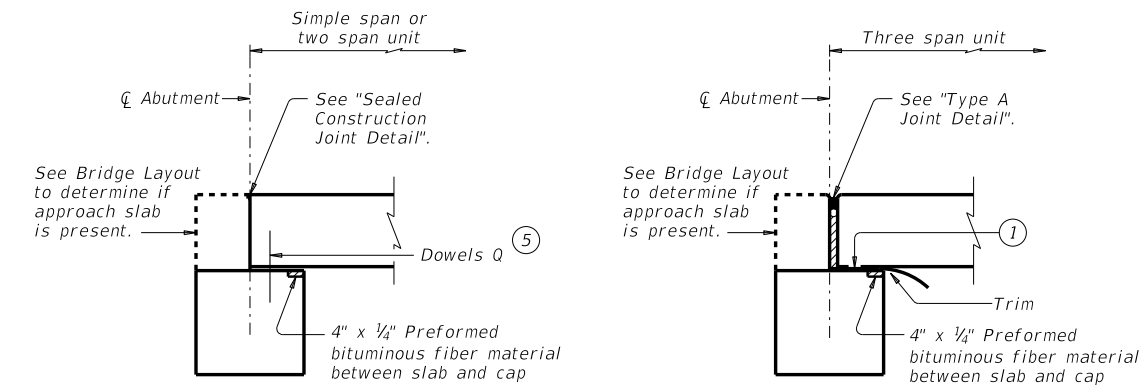 Simple span or
two span unit
℄ Abutment
See "Sealed
Construction
Joint Detail".
See Bridge Layout
to determine if
approach slab
is present.
Dowels Q
5
4" x ¼" Preformed
bituminous fiber material
between slab and cap
Three span unit
℄ Abutment
See "Type A
Joint Detail".
See Bridge Layout
to determine if
approach slab
is present.
1
Trim
4" x ¼" Preformed
bituminous fiber material
between slab and cap